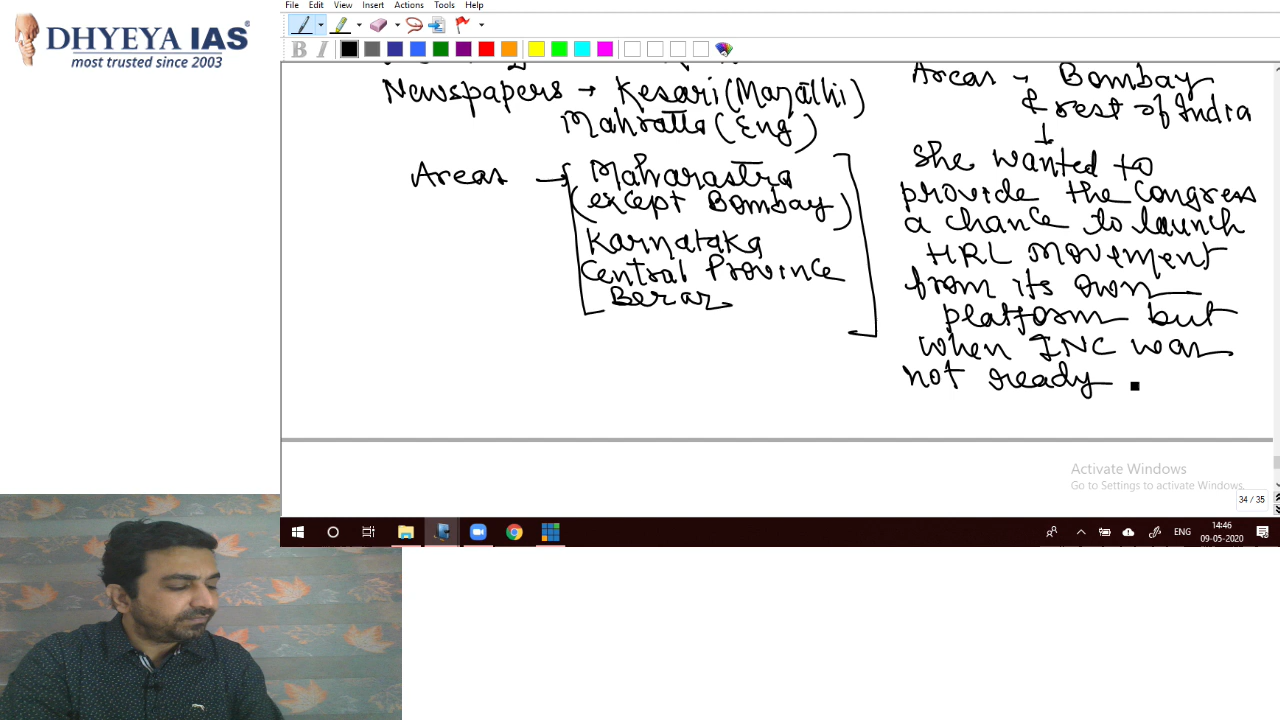 DHYEYA IAS®
most trusted since 2003
File Edit View Insert Actions Tools Help
B I
Newspapers → Kesari (Marathi)
Mahratta (Eng)
Areas → Maharastra
(except Bombay)
Karnataka
Central Province
Berar
Areas → Bombay
& rest of India
↓
She wanted to
provide the Congress
a chance to launch
HRL movement
from its own
platform but
when INC was
not ready
Activate Windows
Go to Settings to activate Windows.
34 / 35
ENG
14:46
09-05-2020